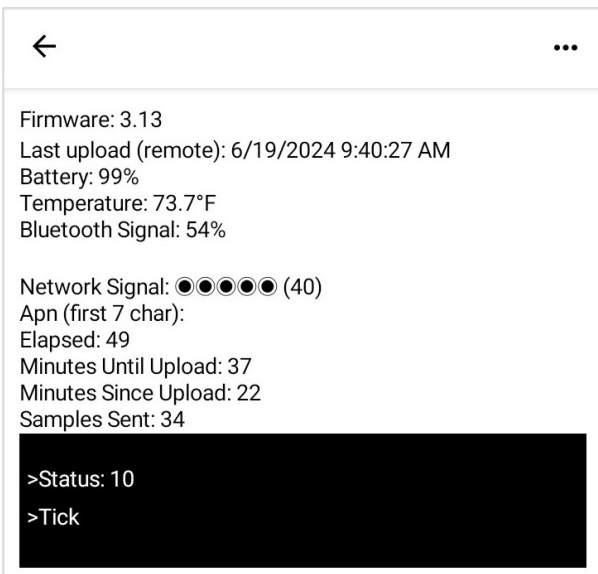 Firmware: 3.13
Last upload (remote): 6/19/2024 9:40:27 AM
Battery: 99%
Temperature: 73.7°F
Bluetooth Signal: 54%
Network Signal: ◉◉◉◉◉ (40)
Apn (first 7 char):
Elapsed: 49
Minutes Until Upload: 37
Minutes Since Upload: 22
Samples Sent: 34
>Status: 10
>Tick